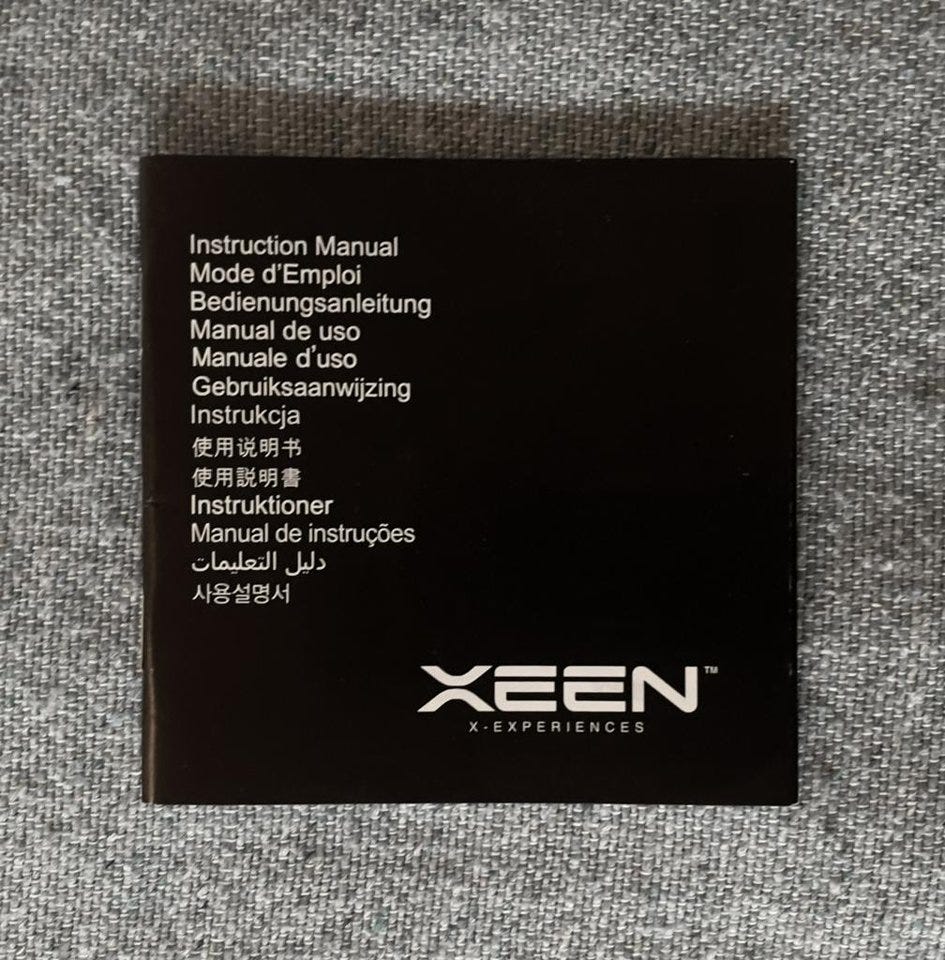 Instruction Manual
Mode d'Emploi
Bedienungsanleitung
Manual de uso
Manuale d'uso
Gebruiksaanwijzing
Instrukcja
使用说明书
使用説明書
Instruktioner
Manual de instruções
دليل التعليمات
사용설명서
XEEN™
X-EXPERIENCES